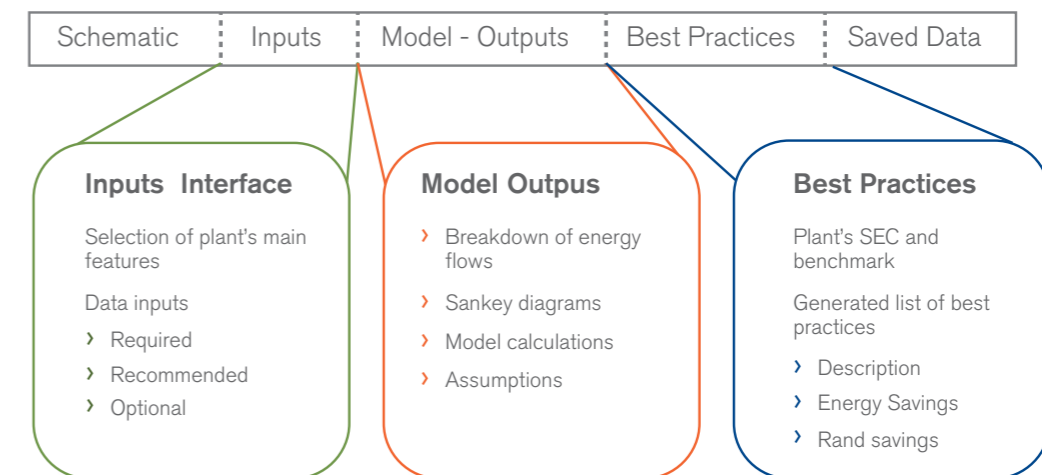 Schematic Inputs Model - Outputs Best Practices Saved Data
Inputs Interface
Selection of plant's main
features
Data inputs
› Required
› Recommended
› Optional
Model Outpus
› Breakdown of energy
flows
› Sankey diagrams
› Model calculations
› Assumptions
Best Practices
Plant's SEC and
benchmark
Generated list of best
practices
› Description
› Energy Savings
› Rand savings